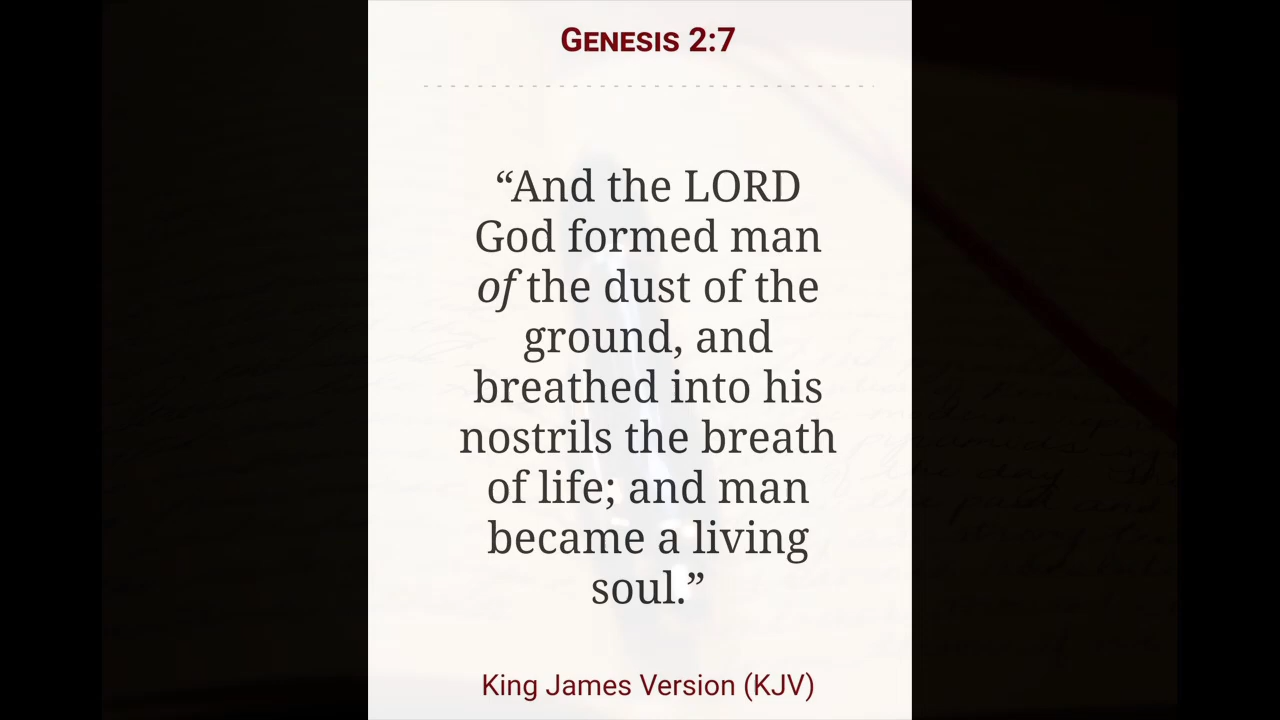 GENESIS 2:7
“And the LORD
God formed man
of the dust of the
ground, and
breathed into his
nostrils the breath
of life; and man
became a living
soul.”
King James Version (KJV)